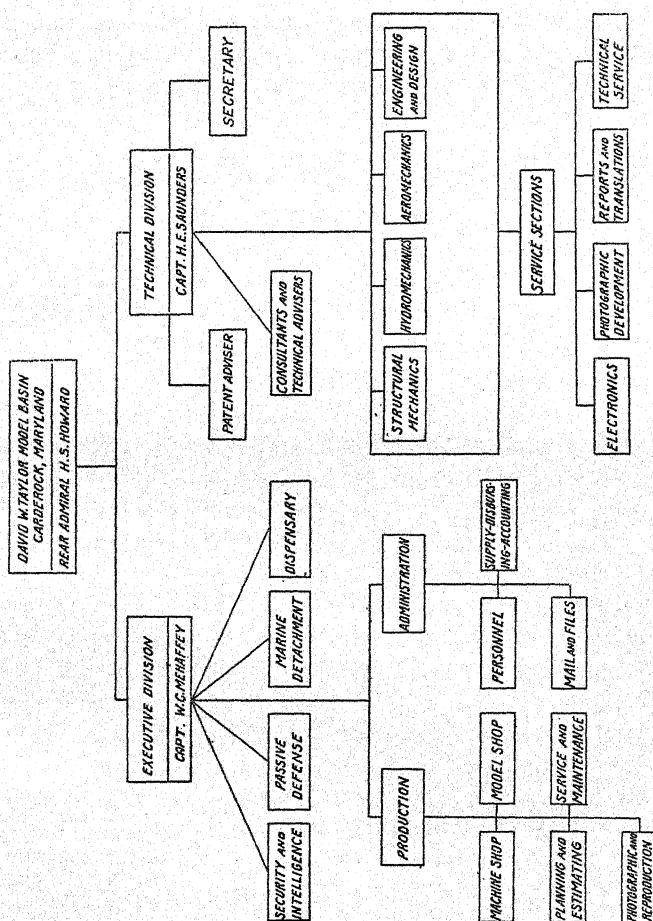 DAVID W. TAYLOR MODEL BASIN
CARDEROCK, MARYLAND
REAR ADMIRAL H.S. HOWARD
EXECUTIVE DIVISION
CAPT. W.C. MEHAFFEY
TECHNICAL DIVISION
CAPT. H.E. SAUNDERS
PATENT ADVISER
SECRETARY
CONSULTANTS AND
TECHNICAL ADVISERS
SECURITY AND
INTELLIGENCE
PASSIVE
DEFENSE
MARINE
DETACHMENT
DISPENSARY
PRODUCTION
ADMINISTRATION
MACHINE SHOP
MODEL SHOP
PLANNING AND
ESTIMATING
SERVICE AND
MAINTENANCE
PHOTOGRAPHIC AND
REPRODUCTION
PERSONNEL
SUPPLY-DISBURS-
ING-ACCOUNTING
MAIL AND FILES
STRUCTURAL
MECHANICS
HYDROMECHANICS
AEROMECHANICS
ENGINEERING
AND DESIGN
SERVICE SECTIONS
ELECTRONICS
PHOTOGRAPHIC
DEVELOPMENT
REPORTS AND
TRANSLATIONS
TECHNICAL
SERVICE